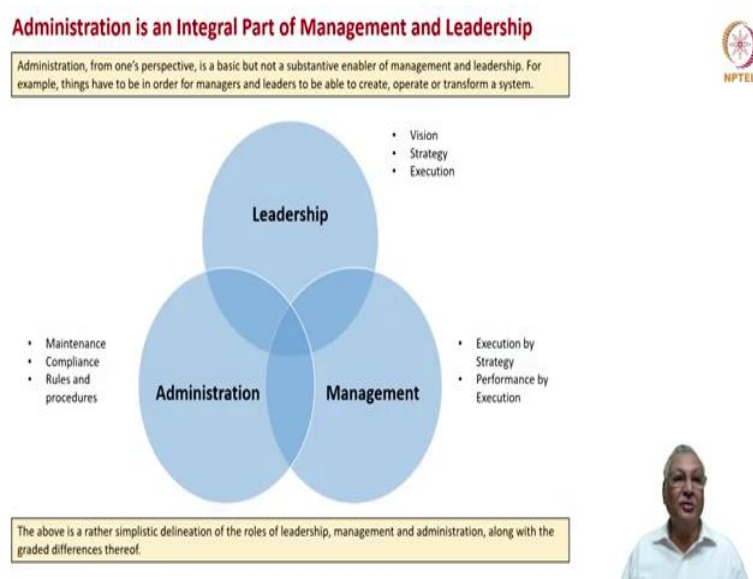 Administration is an Integral Part of Management and Leadership
Administration, from one's perspective, is a basic but not a substantive enabler of management and leadership. For
example, things have to be in order for managers and leaders to be able to create, operate or transform a system.
NPTEL
• Vision
• Strategy
• Execution
Leadership
• Maintenance
• Compliance
• Rules and
procedures
Administration
Management
• Execution by
Strategy
• Performance by
Execution
The above is a rather simplistic delineation of the roles of leadership, management and administration, along with the
graded differences thereof.